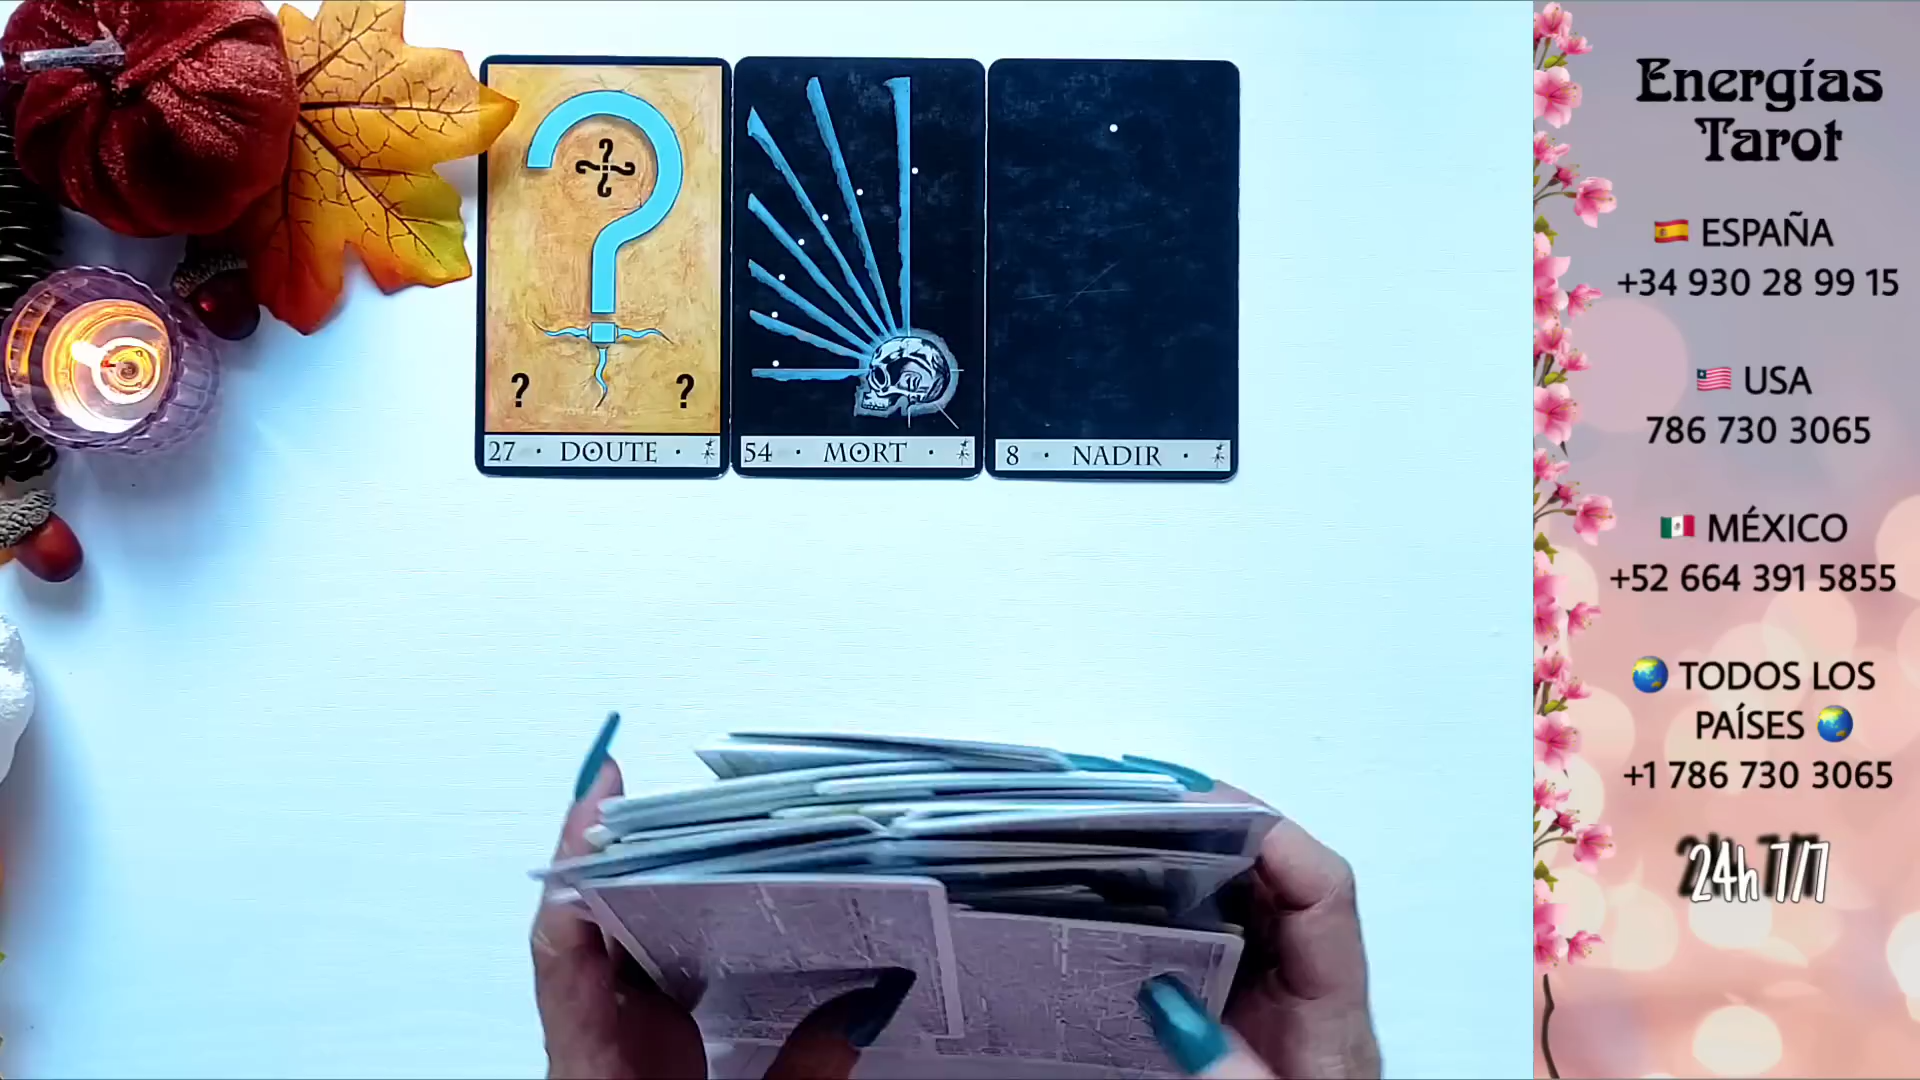 27 · DOUTE ·
54 · MORT ·
8 · NADIR ·
Energías
Tarot
🇪🇸 ESPAÑA
+34 930 28 99 15
🇺🇸 USA
786 730 3065
🇲🇽 MÉXICO
+52 664 391 5855
🌏 TODOS LOS
PAÍSES 🌏
+1 786 730 3065
24h 7/7